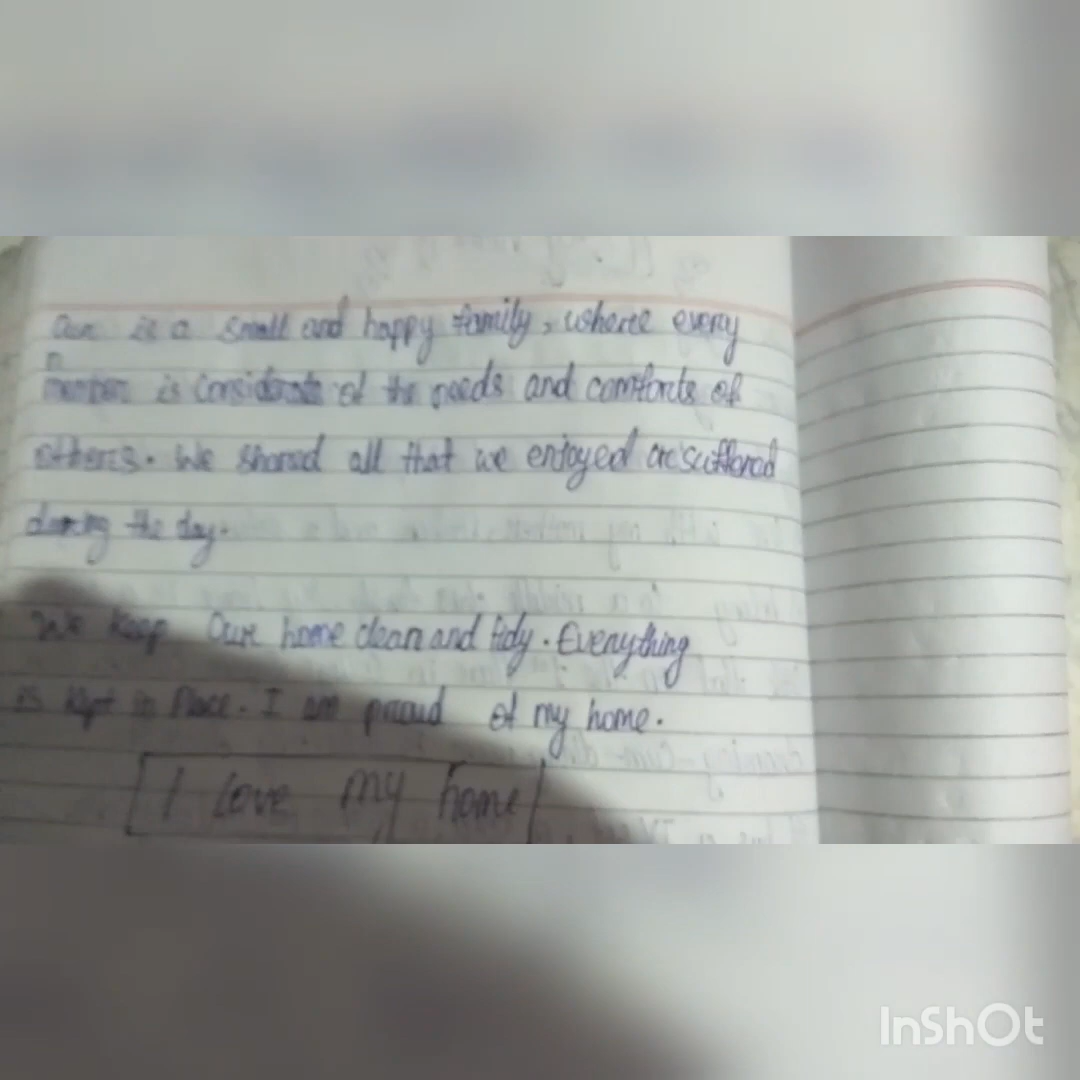 Our is a small and happy family, where every
member is considerate of the needs and comforts of
others. We shared all that we enjoyed or suffered
during the day.
We keep Our home clean and tidy. Everything
is kept in Place. I am proud of my home.
I Love My home
InShOt